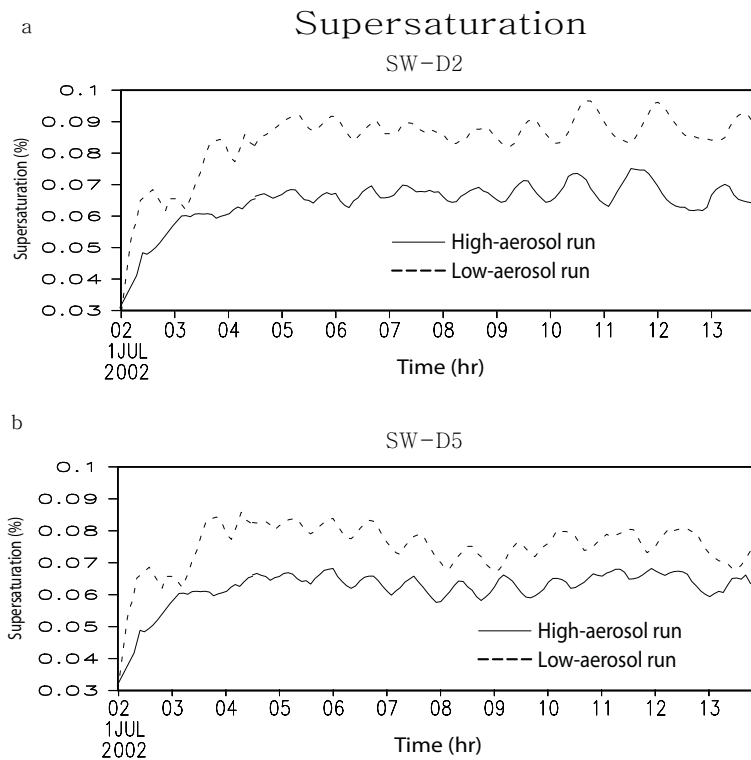 a
Supersaturation
SW-D2
Supersaturation (%)
0.1
0.09
0.08
0.07
0.06
0.05
0.04
0.03
High-aerosol run
Low-aerosol run
02 03 04 05 06 07 08 09 10 11 12 13
1JUL
2002
Time (hr)
b
SW-D5
Supersaturation (%)
0.1
0.09
0.08
0.07
0.06
0.05
0.04
0.03
High-aerosol run
Low-aerosol run
02 03 04 05 06 07 08 09 10 11 12 13
1JUL
2002
Time (hr)